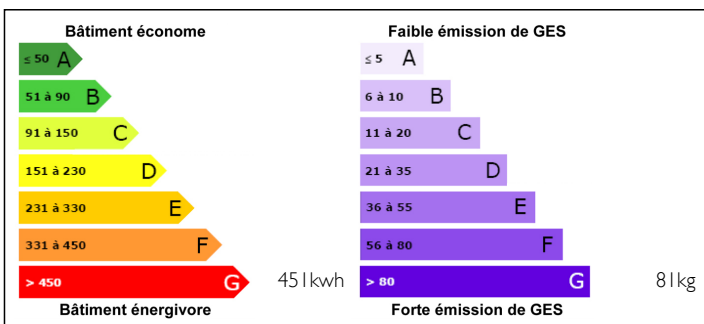 Bâtiment économe
≤ 50 A
51 à 90 B
91 à 150 C
151 à 230 D
231 à 330 E
331 à 450 F
> 450 G 451kwh
Bâtiment énergivore
Faible émission de GES
≤ 5 A
6 à 10 B
11 à 20 C
21 à 35 D
36 à 55 E
56 à 80 F
> 80 G 81kg
Forte émission de GES